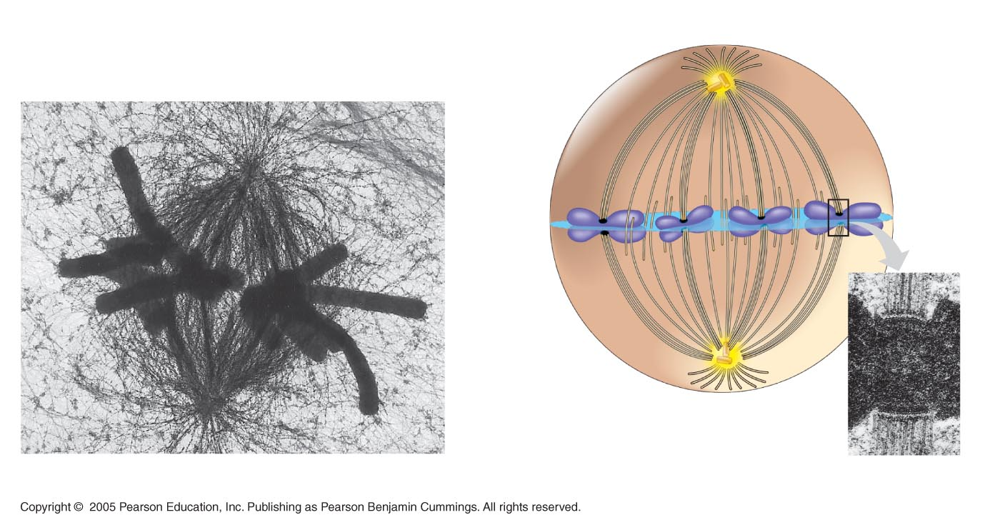 Copyright © 2005 Pearson Education, Inc. Publishing as Pearson Benjamin Cummings. All rights reserved.